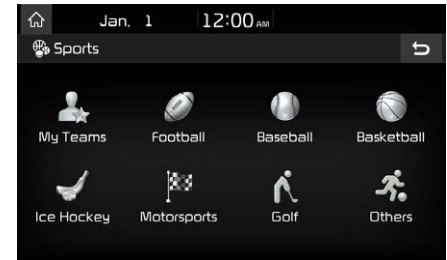 Jan. 1 12:00 AM
Sports
My Teams Football Baseball Basketball
Ice Hockey Motorsports Golf Others